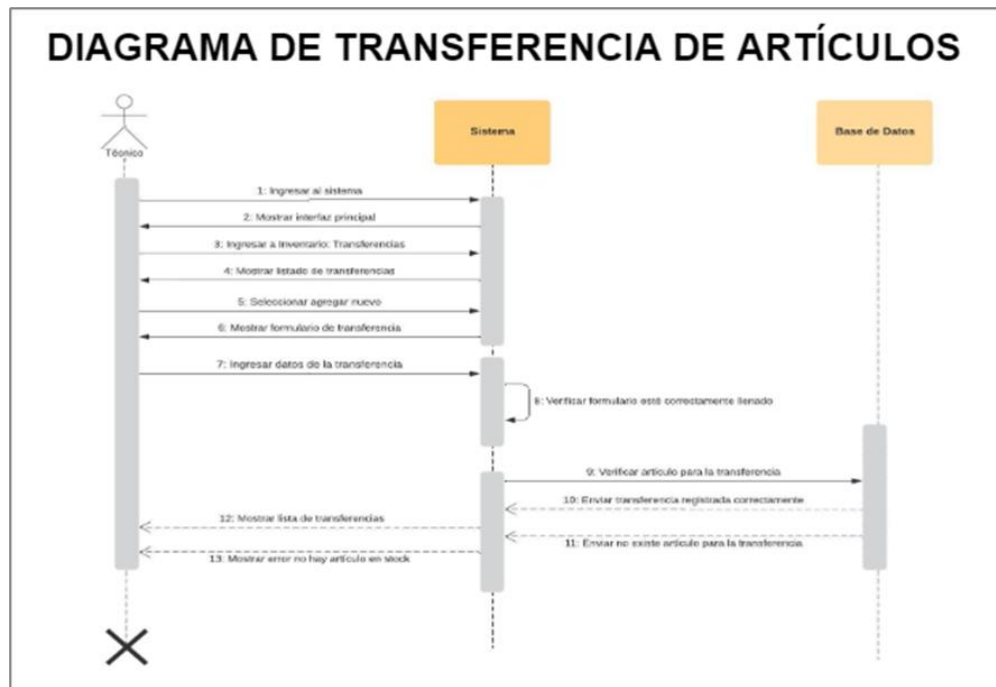 DIAGRAMA DE TRANSFERENCIA DE ARTÍCULOS
Técnico
Sistema
Base de Datos
1: Ingresar al sistema
2: Mostrar interfaz principal
3: Ingresar a Inventario: Transferencias
4: Mostrar listado de transferencias
5: Seleccionar agregar nuevo
6: Mostrar formulario de transferencia
7: Ingresar datos de la transferencia
8: Verificar formulario esté correctamente llenado
9: Verificar artículo para la transferencia
10: Enviar transferencia registrada correctamente
12: Mostrar lista de transferencias
11: Enviar no existe artículo para la transferencia
13: Mostrar error no hay artículo en stock